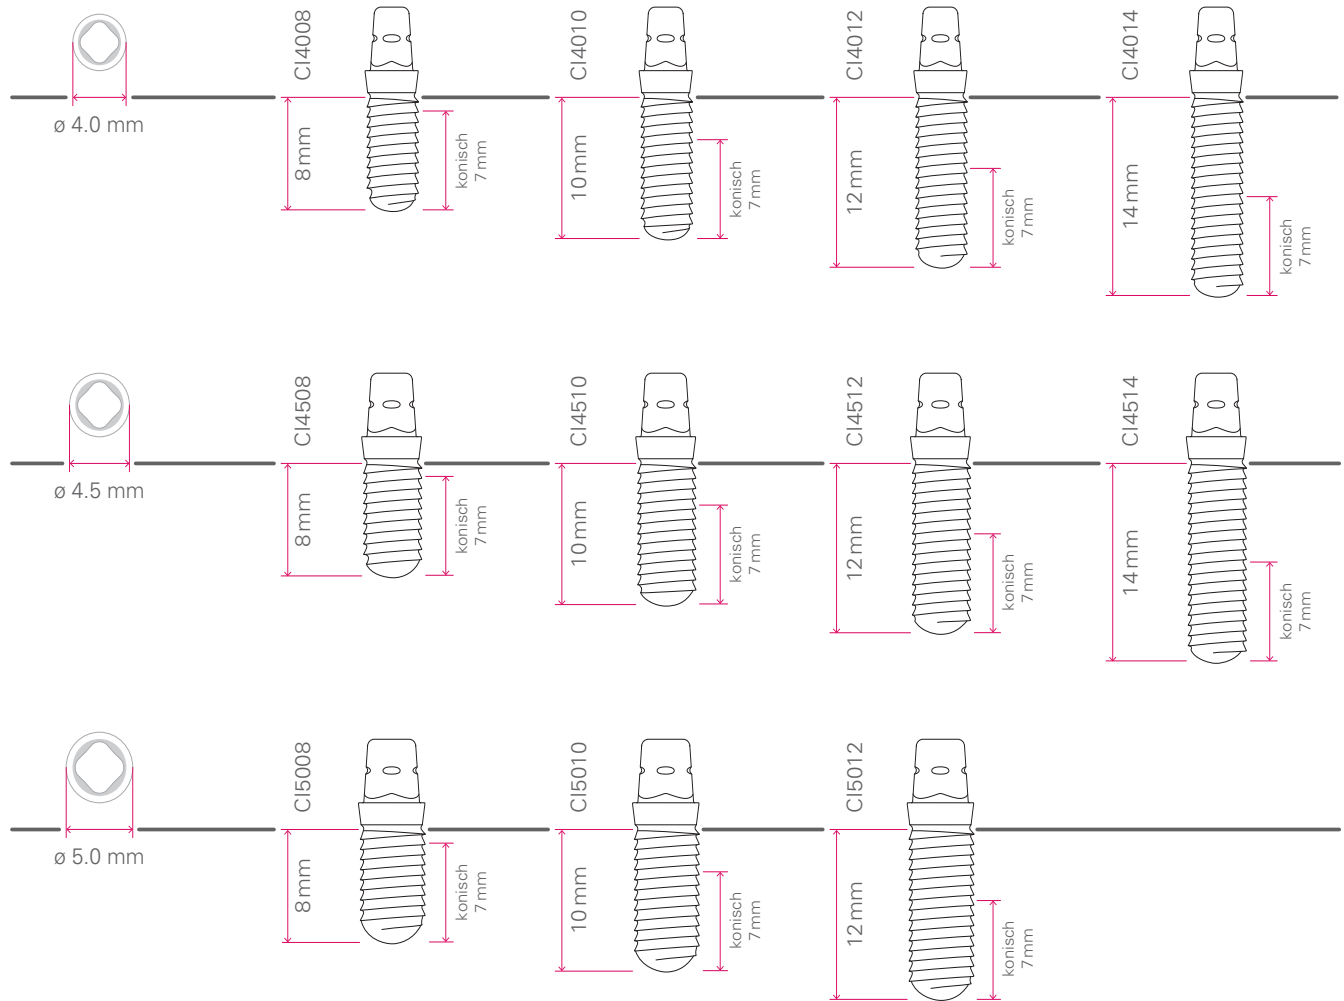 ø 4.0 mm
CI4008
8 mm
konisch
7 mm
CI4010
10 mm
konisch
7 mm
CI4012
12 mm
konisch
7 mm
CI4014
14 mm
konisch
7 mm
ø 4.5 mm
CI4508
8 mm
konisch
7 mm
CI4510
10 mm
konisch
7 mm
CI4512
12 mm
konisch
7 mm
CI4514
14 mm
konisch
7 mm
ø 5.0 mm
CI5008
8 mm
konisch
7 mm
CI5010
10 mm
konisch
7 mm
CI5012
12 mm
konisch
7 mm